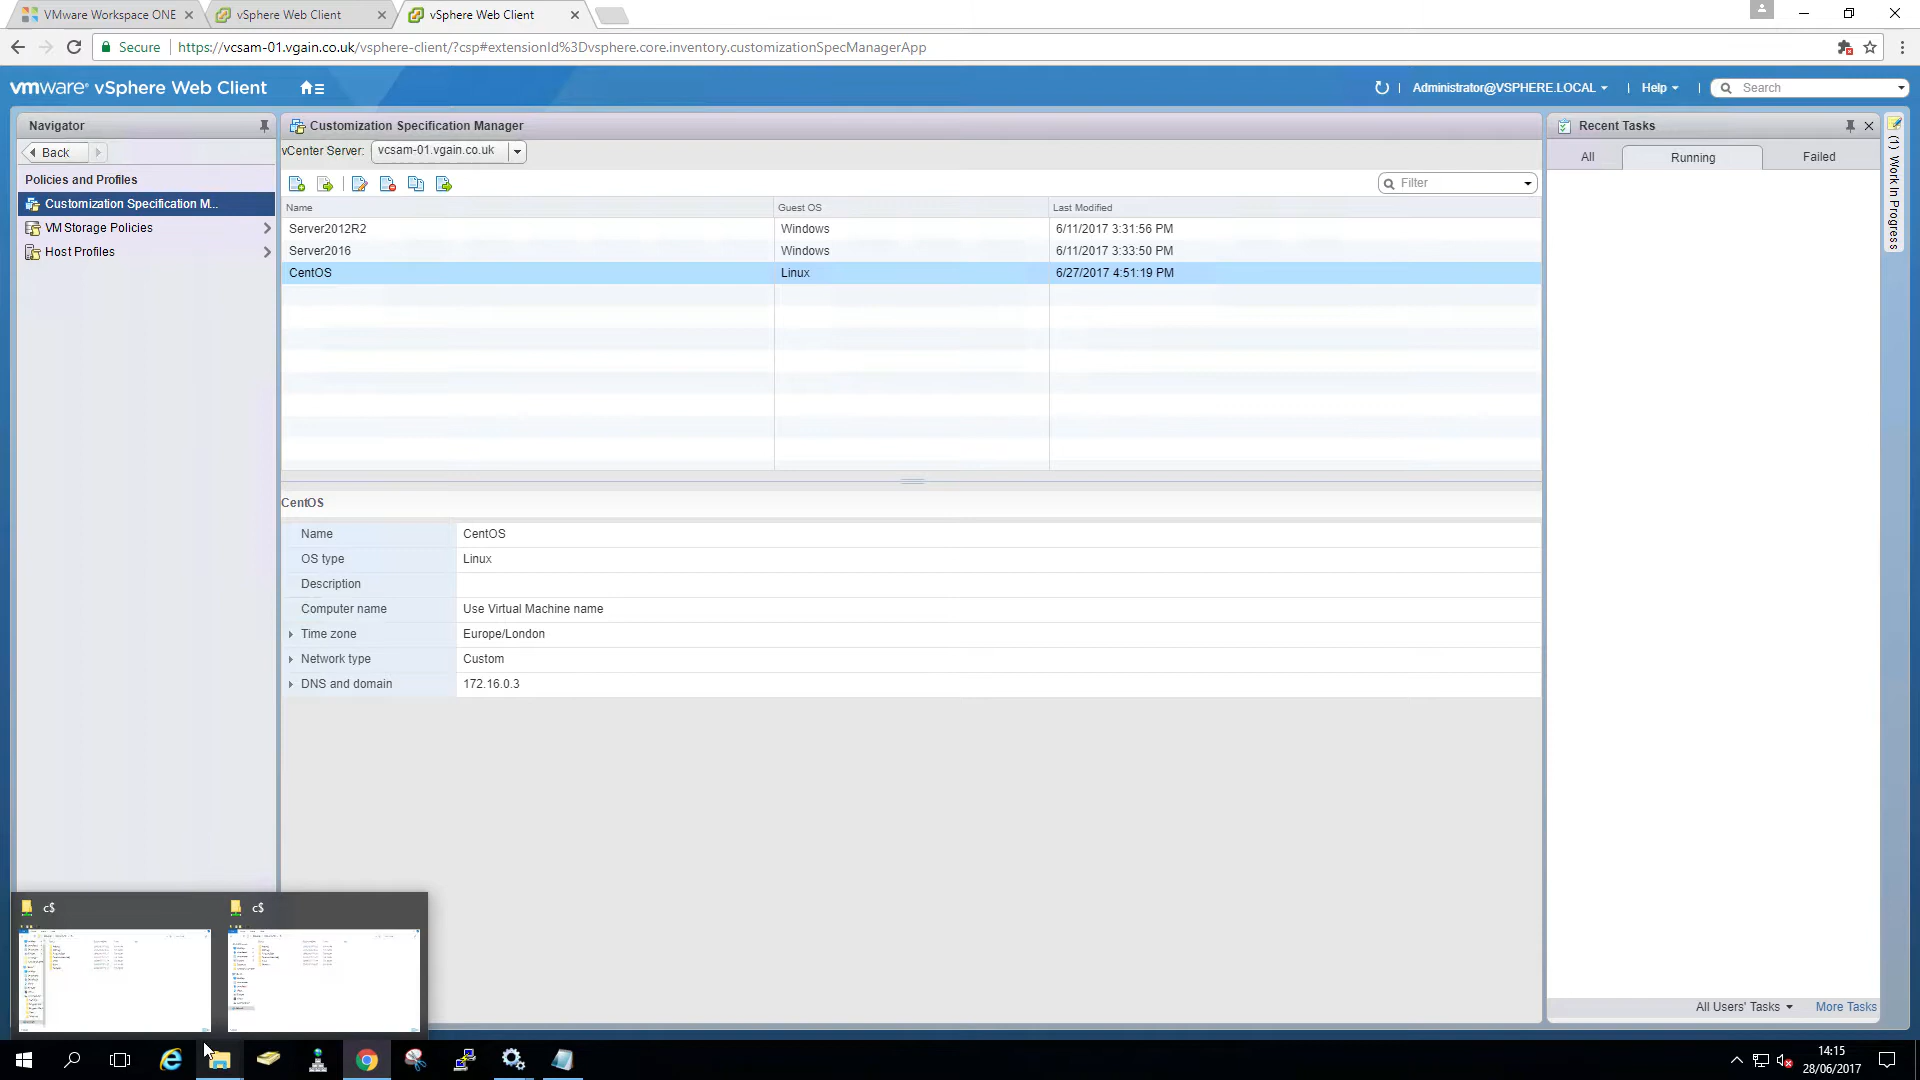 VMware Workspace ONE
vSphere Web Client
vSphere Web Client
Secure
https://vcsam-01.vgain.co.uk/vsphere-client/?csp#extensionId%3Dvsphere.core.inventory.customizationSpecManagerApp
vmware® vSphere Web Client
Administrator@VSPHERE.LOCAL
Help
Search
Navigator
Back
Policies and Profiles
Customization Specification M...
VM Storage Policies
Host Profiles
Customization Specification Manager
vCenter Server: vcsam-01.vgain.co.uk
Filter
Name Guest OS Last Modified
Server2012R2 Windows 6/11/2017 3:31:56 PM
Server2016 Windows 6/11/2017 3:33:50 PM
CentOS Linux 6/27/2017 4:51:19 PM
CentOS
Name CentOS
OS type Linux
Description
Computer name Use Virtual Machine name
Time zone Europe/London
Network type Custom
DNS and domain 172.16.0.3
Recent Tasks
All Running Failed
All Users' Tasks More Tasks
(1) Work In Progress
c$
c$
14:15
28/06/2017